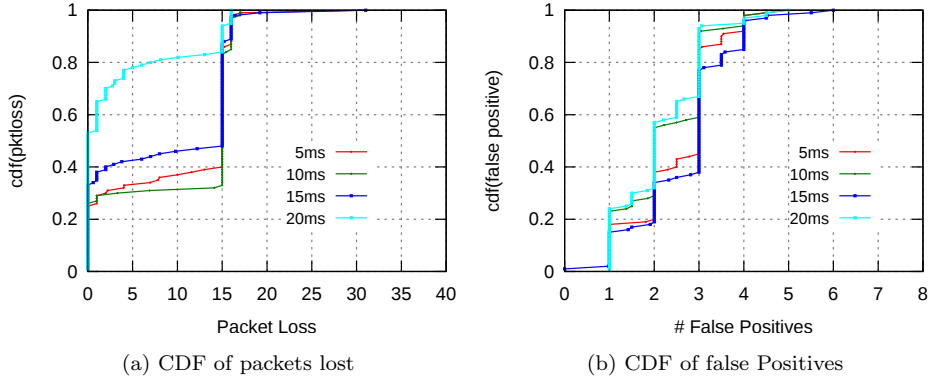 cdf(pktloss)
1
0.8
0.6
0.4
0.2
0
0 5 10 15 20 25 30 35 40
Packet Loss
5ms
10ms
15ms
20ms
(a) CDF of packets lost
cdf(false positive)
1
0.8
0.6
0.4
0.2
0
0 1 2 3 4 5 6 7 8
# False Positives
5ms
10ms
15ms
20ms
(b) CDF of false Positives